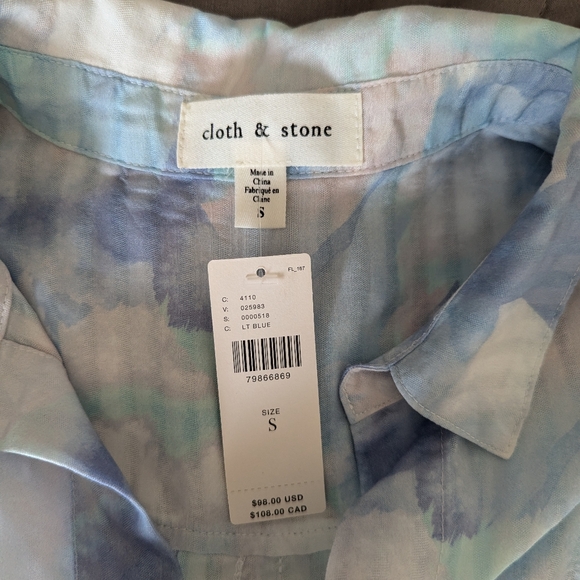 cloth & stone
Made in
China
Fabriqué en
Chine
S
FL_167
C: 4110
V: 025983
S: 0000518
C: LT BLUE
79866869
SIZE
S
$98.00 USD
$108.00 CAD